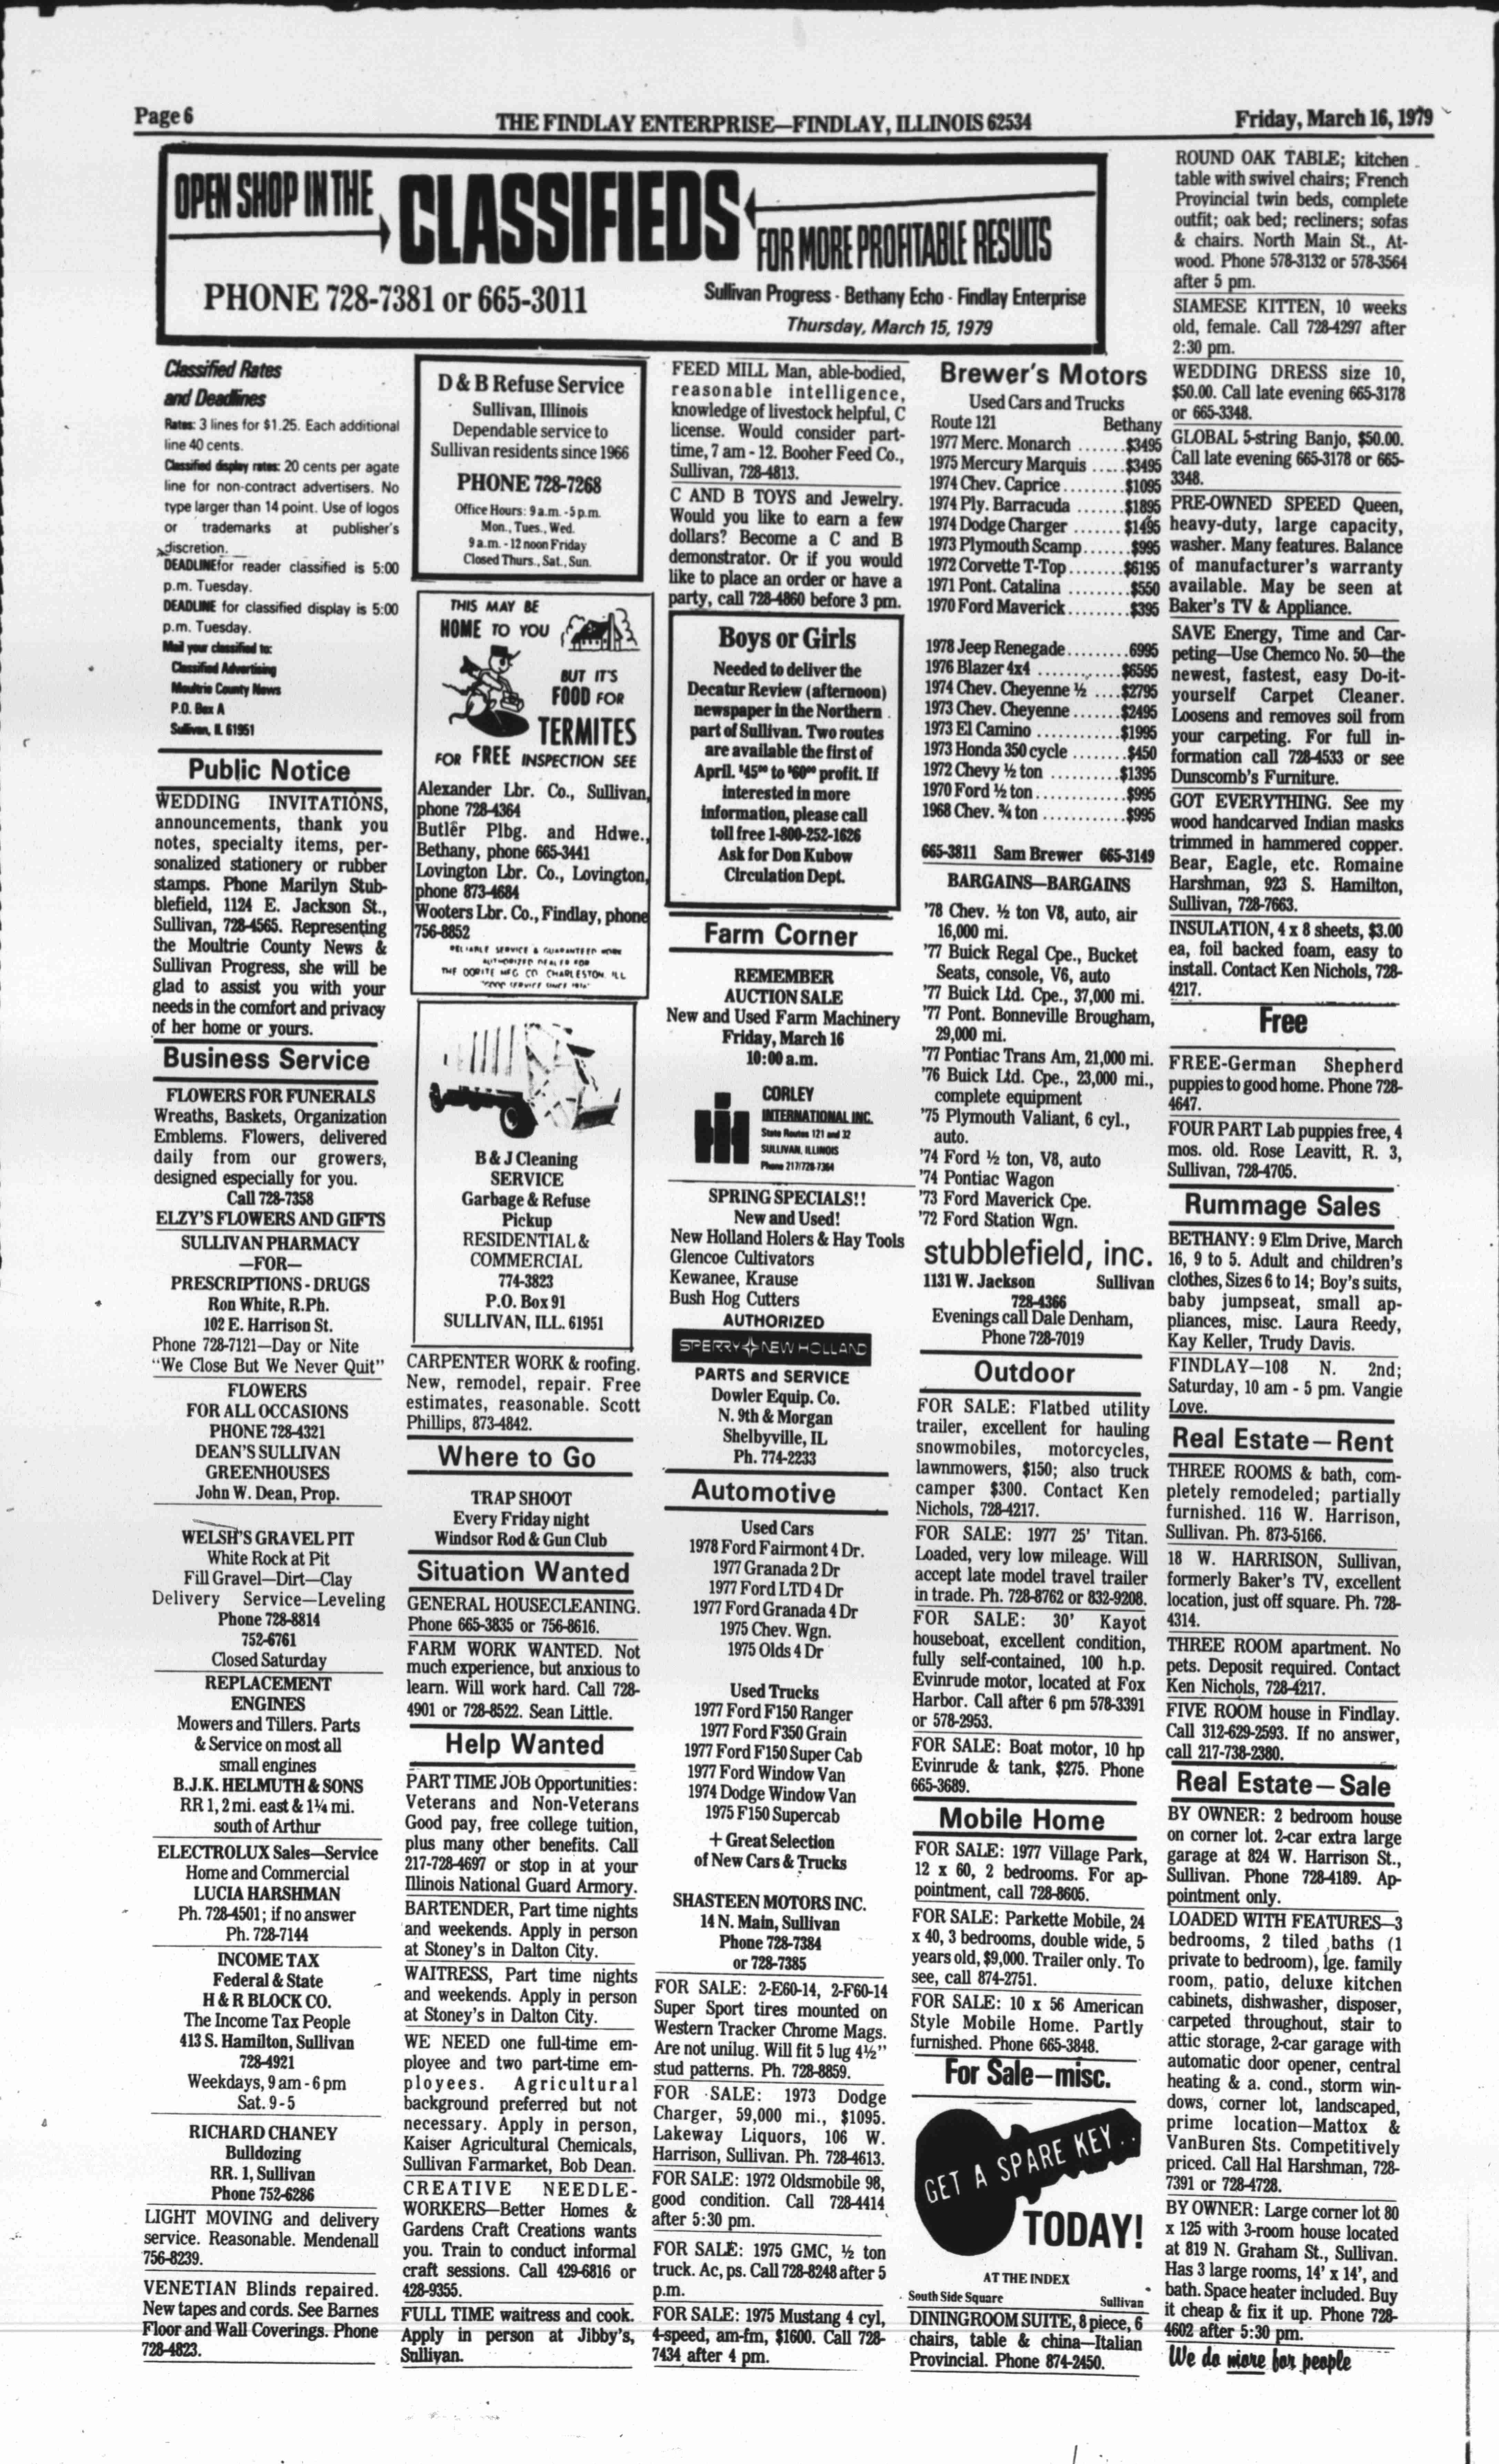 Page 6
THE FINDLAY ENTERPRISE—FINDLAY, ILLINOIS 62534
Friday, March 16, 1979
OPEN SHOP IN THE
CLASSIFIEDS
FOR MORE PROFITABLE RESULTS
PHONE 728-7381 or 665-3011
Sullivan Progress - Bethany Echo - Findlay Enterprise
Thursday, March 15, 1979
Classified Rates
and Deadlines
Rates: 3 lines for $1.25. Each additional
line 40 cents.
Classified display rates: 20 cents per agate
line for non-contract advertisers. No
type larger than 14 point. Use of logos
or trademarks at publisher's
discretion.
DEADLINE for reader classified is 5:00
p.m. Tuesday.
DEADLINE for classified display is 5:00
p.m. Tuesday.
Mail your classified to:
Classified Advertising
Moultrie County News
P.O. Box A
Sullivan, IL 61951
Public Notice
WEDDING INVITATIONS,
announcements, thank you
notes, specialty items, per-
sonalized stationery or rubber
stamps. Phone Marilyn Stub-
blefield, 1124 E. Jackson St.,
Sullivan, 728-4565. Representing
the Moultrie County News &
Sullivan Progress, she will be
glad to assist you with your
needs in the comfort and privacy
of her home or yours.
Business Service
FLOWERS FOR FUNERALS
Wreaths, Baskets, Organization
Emblems. Flowers, delivered
daily from our growers,
designed especially for you.
Call 728-7358
ELZY'S FLOWERS AND GIFTS
SULLIVAN PHARMACY
—FOR—
PRESCRIPTIONS - DRUGS
Ron White, R.Ph.
102 E. Harrison St.
Phone 728-7121—Day or Nite
"We Close But We Never Quit"
FLOWERS
FOR ALL OCCASIONS
PHONE 728-4321
DEAN'S SULLIVAN
GREENHOUSES
John W. Dean, Prop.
WELSH'S GRAVEL PIT
White Rock at Pit
Fill Gravel—Dirt—Clay
Delivery Service—Leveling
Phone 728-8814
752-6761
Closed Saturday
REPLACEMENT
ENGINES
Mowers and Tillers. Parts
& Service on most all
small engines
B.J.K. HELMUTH & SONS
RR 1, 2 mi. east & 1¼ mi.
south of Arthur
ELECTROLUX Sales—Service
Home and Commercial
LUCIA HARSHMAN
Ph. 728-4501; if no answer
Ph. 728-7144
INCOME TAX
Federal & State
H & R BLOCK CO.
The Income Tax People
413 S. Hamilton, Sullivan
728-4921
Weekdays, 9 am - 6 pm
Sat. 9 - 5
RICHARD CHANEY
Bulldozing
RR. 1, Sullivan
Phone 752-6286
LIGHT MOVING and delivery
service. Reasonable. Mendenall
756-8239.
VENETIAN Blinds repaired.
New tapes and cords. See Barnes
Floor and Wall Coverings. Phone
728-4823.
D & B Refuse Service
Sullivan, Illinois
Dependable service to
Sullivan residents since 1966
PHONE 728-7268
Office Hours: 9 a.m. - 5 p.m.
Mon., Tues., Wed.
9 a.m. - 12 noon Friday
Closed Thurs., Sat., Sun.
THIS MAY BE
HOME TO YOU
BUT IT'S
FOOD FOR
TERMITES
FOR FREE INSPECTION SEE
Alexander Lbr. Co., Sullivan,
phone 728-4364
Butler Plbg. and Hdwe.,
Bethany, phone 665-3441
Lovington Lbr. Co., Lovington,
phone 873-4684
Wooters Lbr. Co., Findlay, phone
756-8852
RELIABLE SERVICE & GUARANTEED WORK
AUTHORIZED DEALER FOR
THE DORITE MFG CO CHARLESTON, ILL
B & J Cleaning
SERVICE
Garbage & Refuse
Pickup
RESIDENTIAL &
COMMERCIAL
774-3823
P.O. Box 91
SULLIVAN, ILL. 61951
CARPENTER WORK & roofing.
New, remodel, repair. Free
estimates, reasonable. Scott
Phillips, 873-4842.
Where to Go
TRAP SHOOT
Every Friday night
Windsor Rod & Gun Club
Situation Wanted
GENERAL HOUSECLEANING.
Phone 665-3835 or 756-8616.
FARM WORK WANTED. Not
much experience, but anxious to
learn. Will work hard. Call 728-
4901 or 728-8522. Sean Little.
Help Wanted
PART TIME JOB Opportunities:
Veterans and Non-Veterans
Good pay, free college tuition,
plus many other benefits. Call
217-728-4697 or stop in at your
Illinois National Guard Armory.
BARTENDER, Part time nights
and weekends. Apply in person
at Stoney's in Dalton City.
WAITRESS, Part time nights
and weekends. Apply in person
at Stoney's in Dalton City.
WE NEED one full-time em-
ployee and two part-time em-
ployees. Agricultural
background preferred but not
necessary. Apply in person,
Kaiser Agricultural Chemicals,
Sullivan Farmarket, Bob Dean.
CREATIVE NEEDLE-
WORKERS—Better Homes &
Gardens Craft Creations wants
you. Train to conduct informal
craft sessions. Call 429-6816 or
428-9355.
FULL TIME waitress and cook.
Apply in person at Jibby's,
Sullivan.
FEED MILL Man, able-bodied,
reasonable intelligence,
knowledge of livestock helpful, C
license. Would consider part-
time, 7 am - 12. Booher Feed Co.,
Sullivan, 728-4813.
C AND B TOYS and Jewelry.
Would you like to earn a few
dollars? Become a C and B
demonstrator. Or if you would
like to place an order or have a
party, call 728-4860 before 3 pm.
Boys or Girls
Needed to deliver the
Decatur Review (afternoon)
newspaper in the Northern
part of Sullivan. Two routes
are available the first of
April. $45⁰⁰ to $60⁰⁰ profit. If
interested in more
information, please call
toll free 1-800-252-1626
Ask for Don Kubow
Circulation Dept.
Farm Corner
REMEMBER
AUCTION SALE
New and Used Farm Machinery
Friday, March 16
10:00 a.m.
CORLEY
INTERNATIONAL INC.
State Routes 121 and 32
SULLIVAN, ILLINOIS
Phone 217/728-7364
SPRING SPECIALS!!
New and Used!
New Holland Holers & Hay Tools
Glencoe Cultivators
Kewanee, Krause
Bush Hog Cutters
AUTHORIZED
SPERRY NEW HOLLAND
PARTS and SERVICE
Dowler Equip. Co.
N. 9th & Morgan
Shelbyville, IL
Ph. 774-2233
Automotive
Used Cars
1978 Ford Fairmont 4 Dr.
1977 Granada 2 Dr
1977 Ford LTD 4 Dr
1977 Ford Granada 4 Dr
1975 Chev. Wgn.
1975 Olds 4 Dr
Used Trucks
1977 Ford F150 Ranger
1977 Ford F350 Grain
1977 Ford F150 Super Cab
1977 Ford Window Van
1974 Dodge Window Van
1975 F150 Supercab
+ Great Selection
of New Cars & Trucks
SHASTEEN MOTORS INC.
14 N. Main, Sullivan
Phone 728-7384
or 728-7385
FOR SALE: 2-E60-14, 2-F60-14
Super Sport tires mounted on
Western Tracker Chrome Mags.
Are not unilug. Will fit 5 lug 4½"
stud patterns. Ph. 728-8859.
FOR SALE: 1973 Dodge
Charger, 59,000 mi., $1095.
Lakeway Liquors, 106 W.
Harrison, Sullivan. Ph. 728-4613.
FOR SALE: 1972 Oldsmobile 98,
good condition. Call 728-4414
after 5:30 pm.
FOR SALE: 1975 GMC, ½ ton
truck. Ac, ps. Call 728-8248 after 5
p.m.
FOR SALE: 1975 Mustang 4 cyl,
4-speed, am-fm, $1600. Call 728-
7434 after 4 pm.
Brewer's Motors
Used Cars and Trucks
Route 121 Bethany
1977 Merc. Monarch .......$3495
1975 Mercury Marquis .....$3495
1974 Chev. Caprice.........$1095
1974 Ply. Barracuda .......$1895
1974 Dodge Charger .......$1495
1973 Plymouth Scamp.......$995
1972 Corvette T-Top........$6195
1971 Pont. Catalina .........$550
1970 Ford Maverick.........$395
1978 Jeep Renegade.........6995
1976 Blazer 4x4 ............$6595
1974 Chev. Cheyenne ½ ....$2795
1973 Chev. Cheyenne.......$2495
1973 El Camino ............$1995
1973 Honda 350 cycle ........$450
1972 Chevy ½ ton ..........$1395
1970 Ford ½ ton.............$995
1968 Chev. ¾ ton ............$995
665-3811 Sam Brewer 665-3149
BARGAINS—BARGAINS
'78 Chev. ½ ton V8, auto, air
16,000 mi.
'77 Buick Regal Cpe., Bucket
Seats, console, V6, auto
'77 Buick Ltd. Cpe., 37,000 mi.
'77 Pont. Bonneville Brougham,
29,000 mi.
'77 Pontiac Trans Am, 21,000 mi.
'76 Buick Ltd. Cpe., 23,000 mi.,
complete equipment
'75 Plymouth Valiant, 6 cyl.,
auto.
'74 Ford ½ ton, V8, auto
'74 Pontiac Wagon
'73 Ford Maverick Cpe.
'72 Ford Station Wgn.
stubblefield, inc.
1131 W. Jackson Sullivan
728-4366
Evenings call Dale Denham,
Phone 728-7019
Outdoor
FOR SALE: Flatbed utility
trailer, excellent for hauling
snowmobiles, motorcycles,
lawnmowers, $150; also truck
camper $300. Contact Ken
Nichols, 728-4217.
FOR SALE: 1977 25' Titan.
Loaded, very low mileage. Will
accept late model travel trailer
in trade. Ph. 728-8762 or 832-9208.
FOR SALE: 30' Kayot
houseboat, excellent condition,
fully self-contained, 100 h.p.
Evinrude motor, located at Fox
Harbor. Call after 6 pm 578-3391
or 578-2953.
FOR SALE: Boat motor, 10 hp
Evinrude & tank, $275. Phone
665-3689.
Mobile Home
FOR SALE: 1977 Village Park,
12 x 60, 2 bedrooms. For ap-
pointment, call 728-8605.
FOR SALE: Parkette Mobile, 24
x 40, 3 bedrooms, double wide, 5
years old, $9,000. Trailer only. To
see, call 874-2751.
FOR SALE: 10 x 56 American
Style Mobile Home. Partly
furnished. Phone 665-3848.
For Sale—misc.
GET A SPARE KEY..
TODAY!
AT THE INDEX
South Side Square Sullivan
DININGROOM SUITE, 8 piece, 6
chairs, table & china—Italian
Provincial. Phone 874-2450.
ROUND OAK TABLE; kitchen
table with swivel chairs; French
Provincial twin beds, complete
outfit; oak bed; recliners; sofas
& chairs. North Main St., At-
wood. Phone 578-3132 or 578-3564
after 5 pm.
SIAMESE KITTEN, 10 weeks
old, female. Call 728-4297 after
2:30 pm.
WEDDING DRESS size 10,
$50.00. Call late evening 665-3178
or 665-3348.
GLOBAL 5-string Banjo, $50.00.
Call late evening 665-3178 or 665-
3348.
PRE-OWNED SPEED Queen,
heavy-duty, large capacity,
washer. Many features. Balance
of manufacturer's warranty
available. May be seen at
Baker's TV & Appliance.
SAVE Energy, Time and Car-
peting—Use Chemco No. 50—the
newest, fastest, easy Do-it-
yourself Carpet Cleaner.
Loosens and removes soil from
your carpeting. For full in-
formation call 728-4533 or see
Dunscomb's Furniture.
GOT EVERYTHING. See my
wood handcarved Indian masks
trimmed in hammered copper.
Bear, Eagle, etc. Romaine
Harshman, 923 S. Hamilton,
Sullivan, 728-7663.
INSULATION, 4 x 8 sheets, $3.00
ea, foil backed foam, easy to
install. Contact Ken Nichols, 728-
4217.
Free
FREE-German Shepherd
puppies to good home. Phone 728-
4647.
FOUR PART Lab puppies free, 4
mos. old. Rose Leavitt, R. 3,
Sullivan, 728-4705.
Rummage Sales
BETHANY: 9 Elm Drive, March
16, 9 to 5. Adult and children's
clothes, Sizes 6 to 14; Boy's suits,
baby jumpseat, small ap-
pliances, misc. Laura Reedy,
Kay Keller, Trudy Davis.
FINDLAY—108 N. 2nd;
Saturday, 10 am - 5 pm. Vangie
Love.
Real Estate—Rent
THREE ROOMS & bath, com-
pletely remodeled; partially
furnished. 116 W. Harrison,
Sullivan. Ph. 873-5166.
18 W. HARRISON, Sullivan,
formerly Baker's TV, excellent
location, just off square. Ph. 728-
4314.
THREE ROOM apartment. No
pets. Deposit required. Contact
Ken Nichols, 728-4217.
FIVE ROOM house in Findlay.
Call 312-629-2593. If no answer,
call 217-738-2380.
Real Estate—Sale
BY OWNER: 2 bedroom house
on corner lot. 2-car extra large
garage at 824 W. Harrison St.,
Sullivan. Phone 728-4189. Ap-
pointment only.
LOADED WITH FEATURES—3
bedrooms, 2 tiled baths (1
private to bedroom), lge. family
room, patio, deluxe kitchen
cabinets, dishwasher, disposer,
carpeted throughout, stair to
attic storage, 2-car garage with
automatic door opener, central
heating & a. cond., storm win-
dows, corner lot, landscaped,
prime location—Mattox &
VanBuren Sts. Competitively
priced. Call Hal Harshman, 728-
7391 or 728-4728.
BY OWNER: Large corner lot 80
x 125 with 3-room house located
at 819 N. Graham St., Sullivan.
Has 3 large rooms, 14' x 14', and
bath. Space heater included. Buy
it cheap & fix it up. Phone 728-
4602 after 5:30 pm.
We do more for people